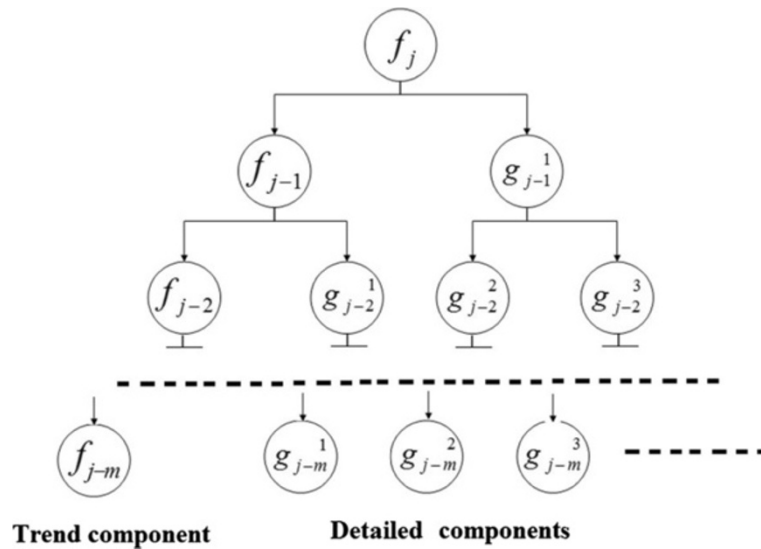 f_j
f_{j-1} g_{j-1}^1
f_{j-2} g_{j-2}^1 g_{j-2}^2 g_{j-2}^3
f_{j-m} g_{j-m}^1 g_{j-m}^2 g_{j-m}^3
Trend component Detailed components